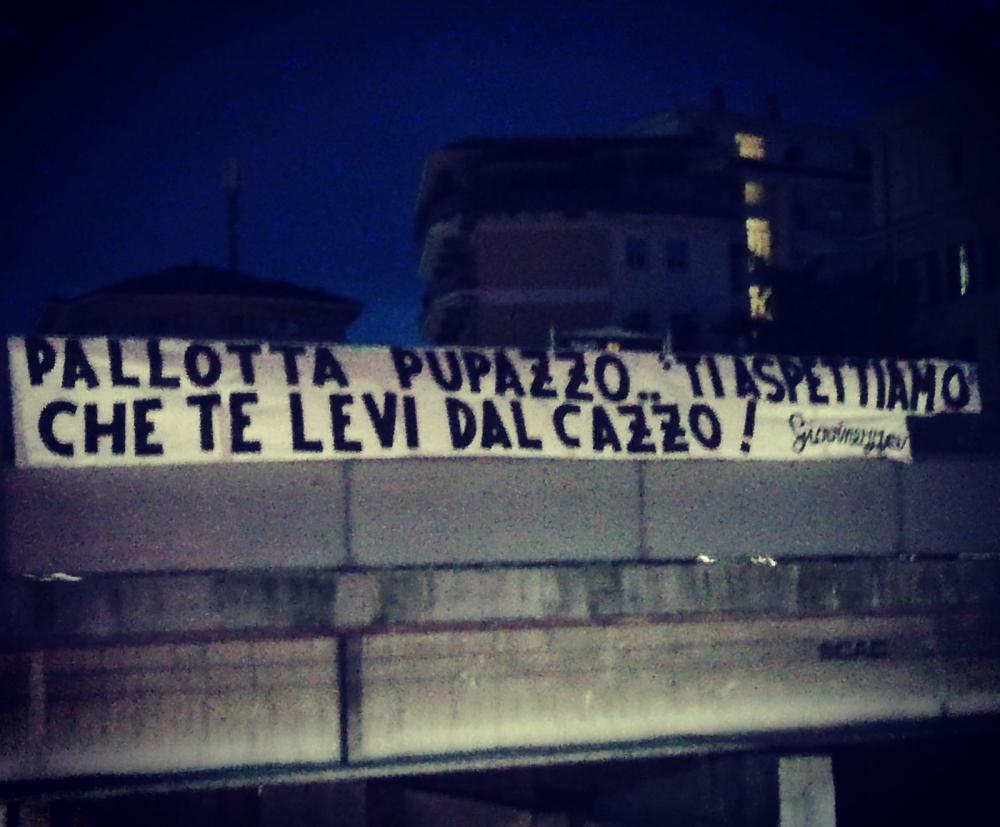 PALLOTTA PUPAZZO.. TI ASPETTIAMO
CHE TE LEVI DAL CAZZO!